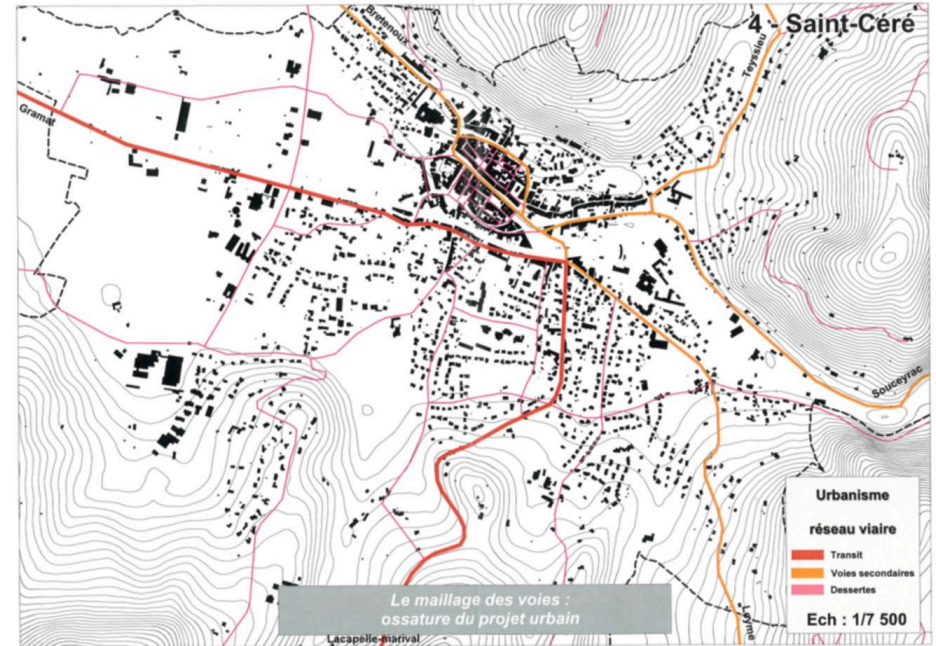 4 - Saint-Céré
Bretenoux
Teyssieu
Gramat
Souceyrac
Urbanisme
réseau viaire
Transit
Voies secondaires
Dessertes
Ech : 1/7 500
Le maillage des voies :
ossature du projet urbain
Leyme
Lacapelle-marival